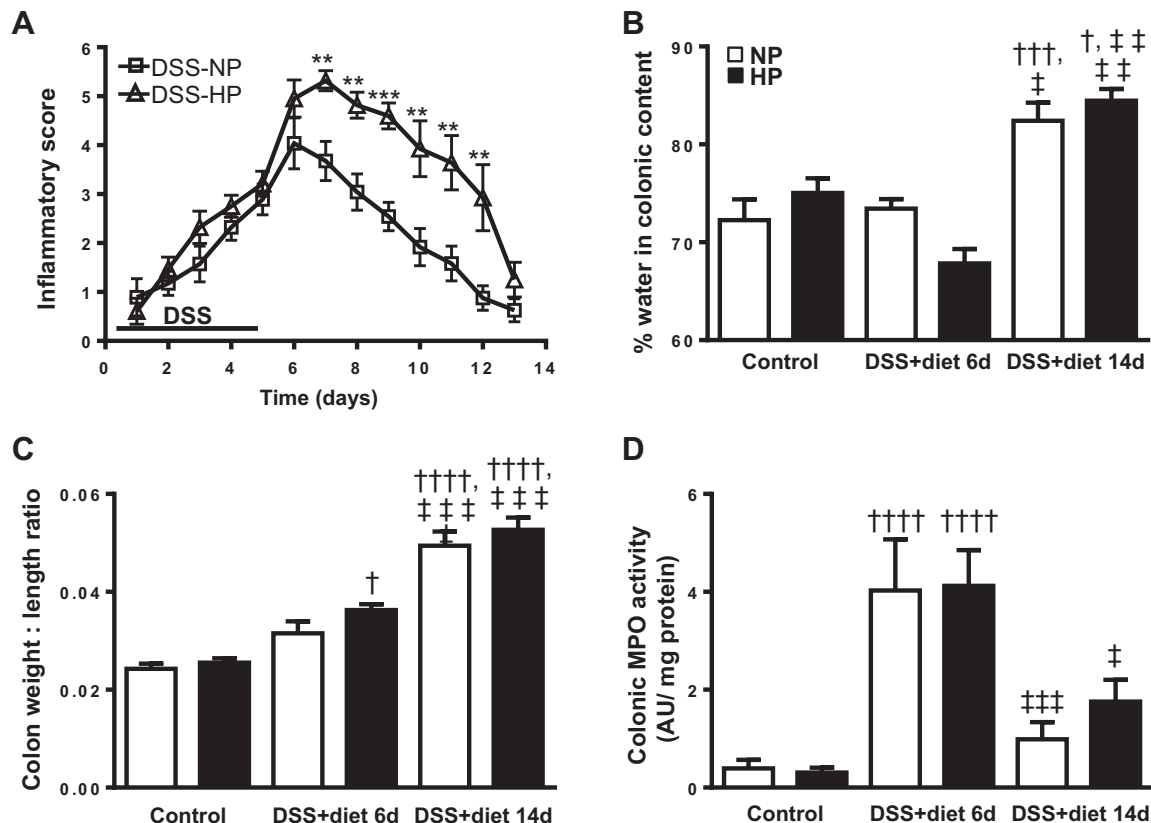 A
Inflammatory score
6
5
4
3
2
1
0
DSS-NP
DSS-HP
**
**
***
**
**
**
DSS
0 2 4 6 8 10 12 14
Time (days)
B
% water in colonic content
90
80
70
60
NP
HP
†††,
‡
†, ‡ ‡
‡ ‡
Control DSS+diet 6d DSS+diet 14d
C
Colon weight : length ratio
0.06
0.04
0.02
0.00
†
††††,
‡ ‡ ‡
‡
††††,
‡ ‡ ‡
Control DSS+diet 6d DSS+diet 14d
D
Colonic MPO activity
(AU/ mg protein)
6
4
2
0
†††† ††††
‡‡‡
‡
Control DSS+diet 6d DSS+diet 14d